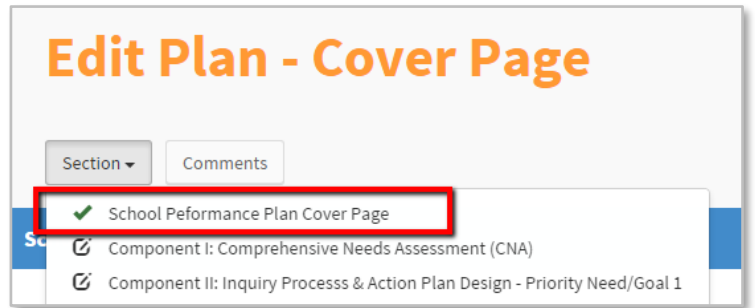 Edit Plan - Cover Page
Section Comments
School Peformance Plan Cover Page
Component I: Comprehensive Needs Assessment (CNA)
Component II: Inquiry Processs & Action Plan Design - Priority Need/Goal 1